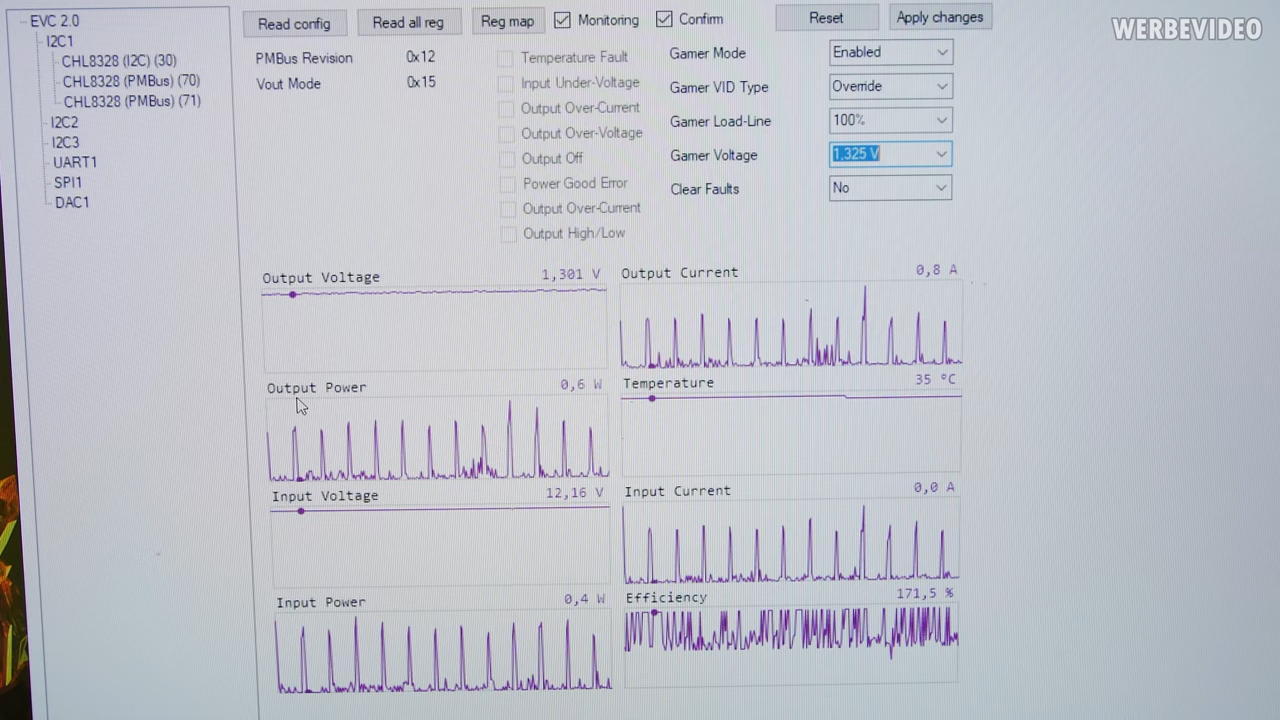 EVC 2.0
I2C1
CHL8328 (I2C) (30)
CHL8328 (PMBus) (70)
CHL8328 (PMBus) (71)
I2C2
I2C3
UART1
SPI1
DAC1
Read config
Read all reg
Reg map
Monitoring
Confirm
Reset
Apply changes
WERBEVIDEO
PMBus Revision 0x12
Vout Mode 0x15
Temperature Fault
Input Under-Voltage
Output Over-Current
Output Over-Voltage
Output Off
Power Good Error
Output Over-Current
Output High/Low
Gamer Mode Enabled
Gamer VID Type Override
Gamer Load-Line 100%
Gamer Voltage 1.325 V
Clear Faults No
Output Voltage 1,301 V
Output Current 0,8 A
Output Power 0,6 W
Temperature 35 ºC
Input Voltage 12,16 V
Input Current 0,0 A
Input Power 0,4 W
Efficiency 171,5 %